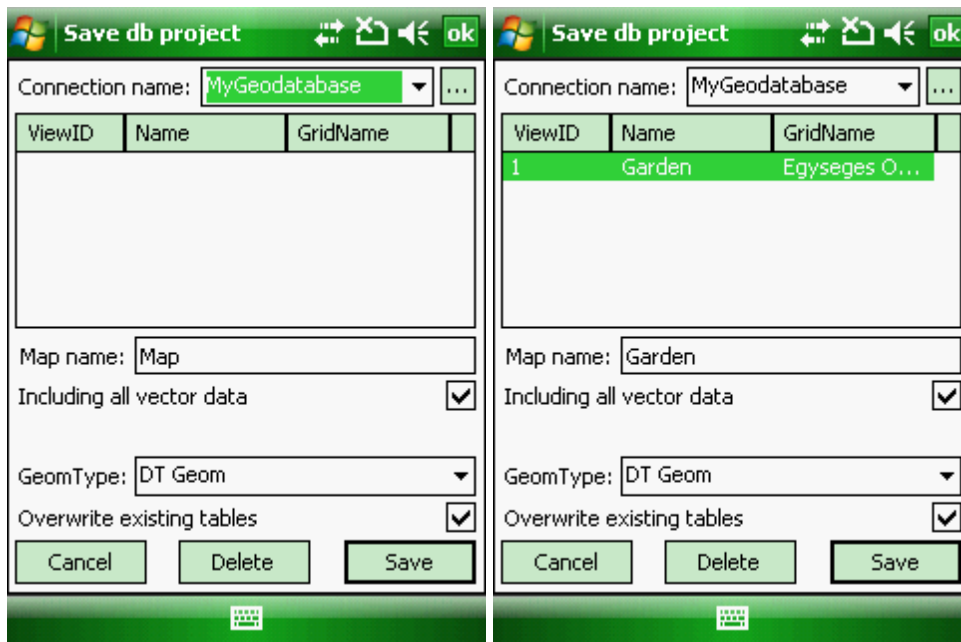 Save db project ok
Connection name: MyGeodatabase ...
ViewID Name GridName
Map name: Map
Including all vector data
GeomType: DT Geom
Overwrite existing tables
Cancel Delete Save
Save db project ok
Connection name: MyGeodatabase ...
ViewID Name GridName
1 Garden Egyseges O...
Map name: Garden
Including all vector data
GeomType: DT Geom
Overwrite existing tables
Cancel Delete Save